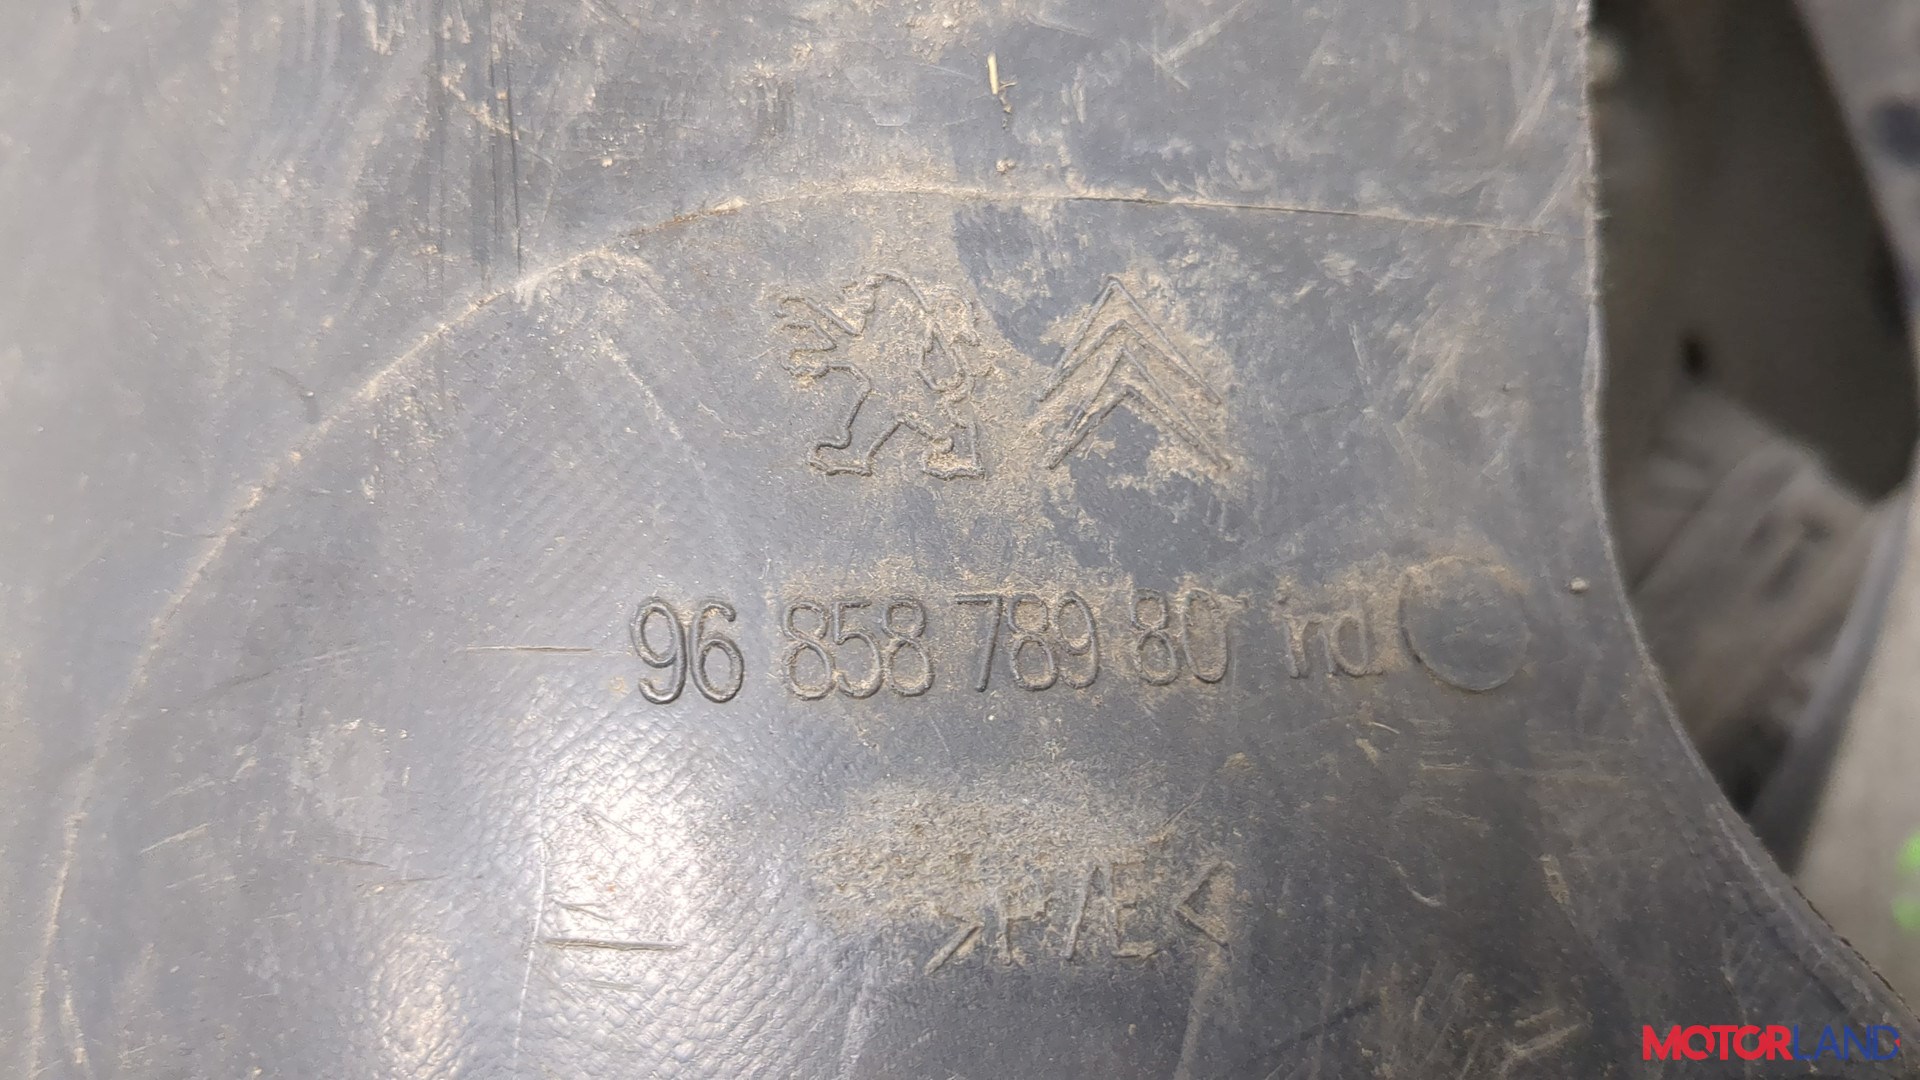 96 858 789 80 ind
>P/E<
MOTORLAND